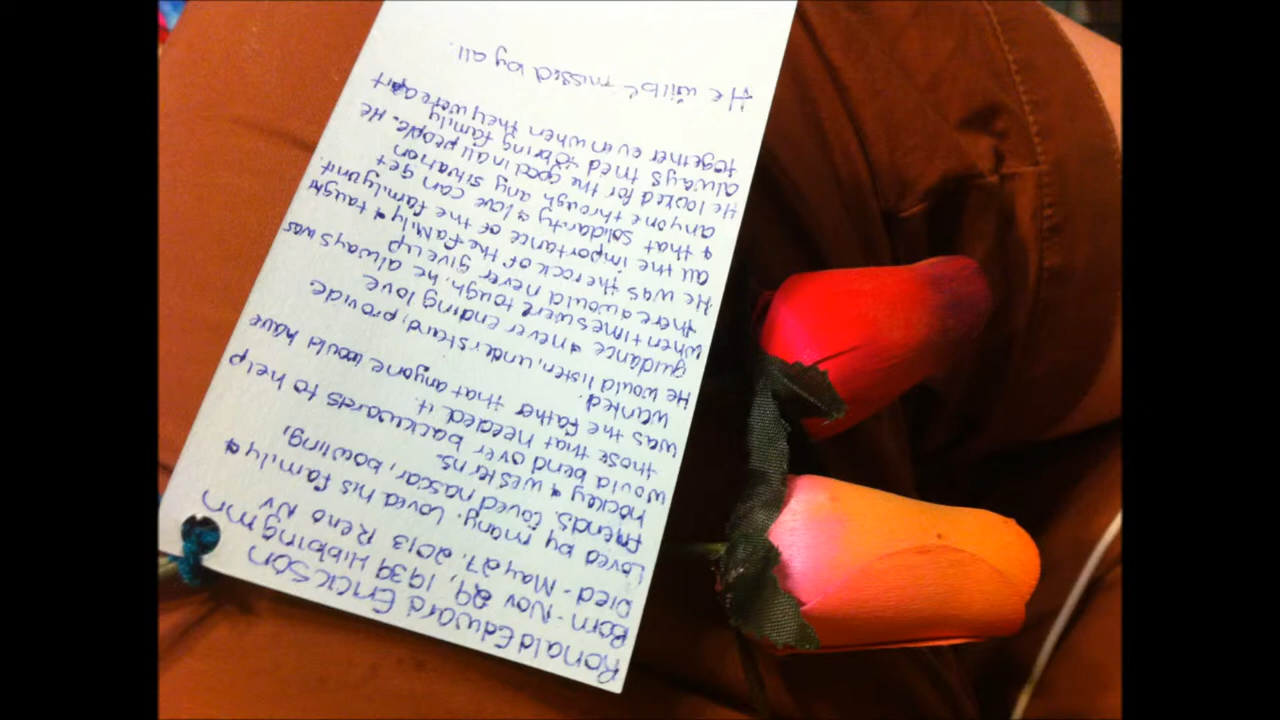 Ronald Edward Erickson
Born - Nov 29, 1939 Hibbing mn
Died - May 27, 2013 Reno NV
Loved by many. Loved his family &
friends. Loved nascar, bowling,
hockey & westerns.
would bend over backwards to help
those that needed it.
was the father that anyone would have
wanted.
He would listen, understand, provide
guidance & never ending love
when times were tough, he always was
there & would never give up
He was the rock of the family & taught
all the importance of the family unit.
& that solidarity & love can get
anyone through any situation
He looked for the good in all people. He
always tried to bring family
together even when they were apart
He will be missed by all.